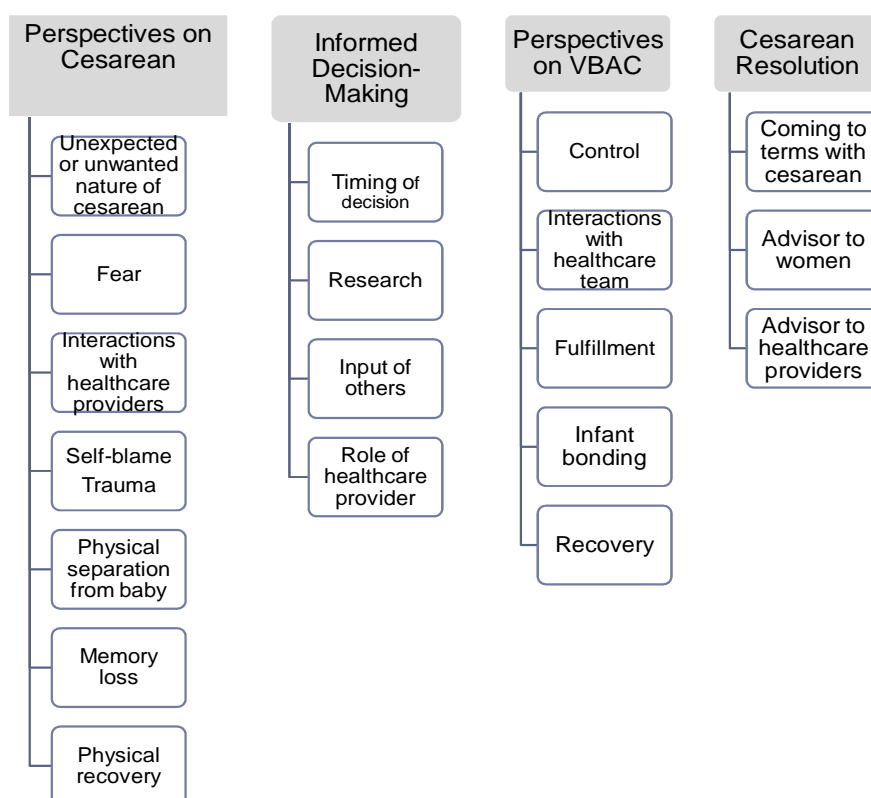 Perspectives on
Cesarean
Unexpected
or unwanted
nature of
cesarean
Fear
Interactions
with
healthcare
providers
Self-blame
Trauma
Physical
separation
from baby
Memory
loss
Physical
recovery
Informed
Decision-
Making
Timing of
decision
Research
Input of
others
Role of
healthcare
provider
Perspectives
on VBAC
Control
Interactions
with
healthcare
team
Fulfillment
Infant
bonding
Recovery
Cesarean
Resolution
Coming to
terms with
cesarean
Advisor to
women
Advisor to
healthcare
providers